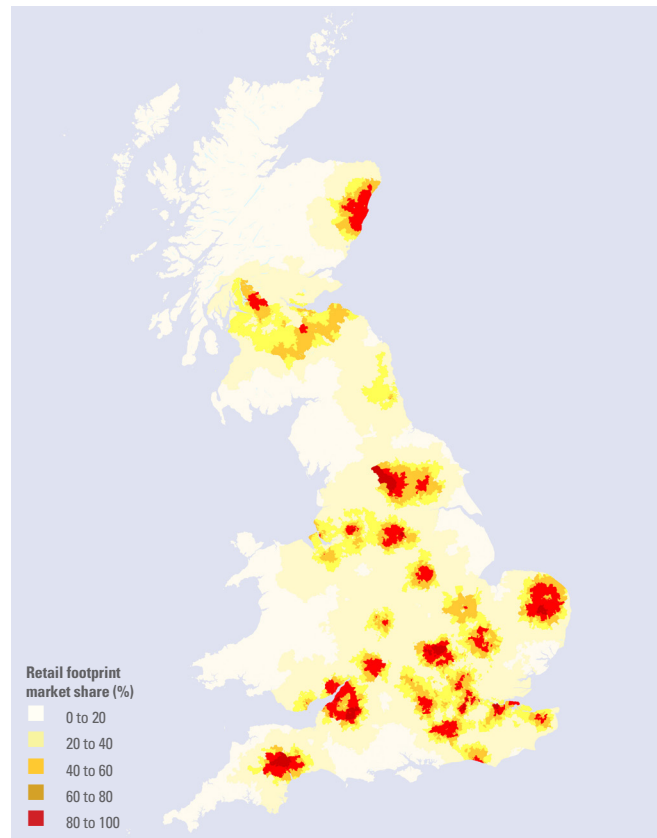 Retail footprint
market share (%)
0 to 20
20 to 40
40 to 60
60 to 80
80 to 100